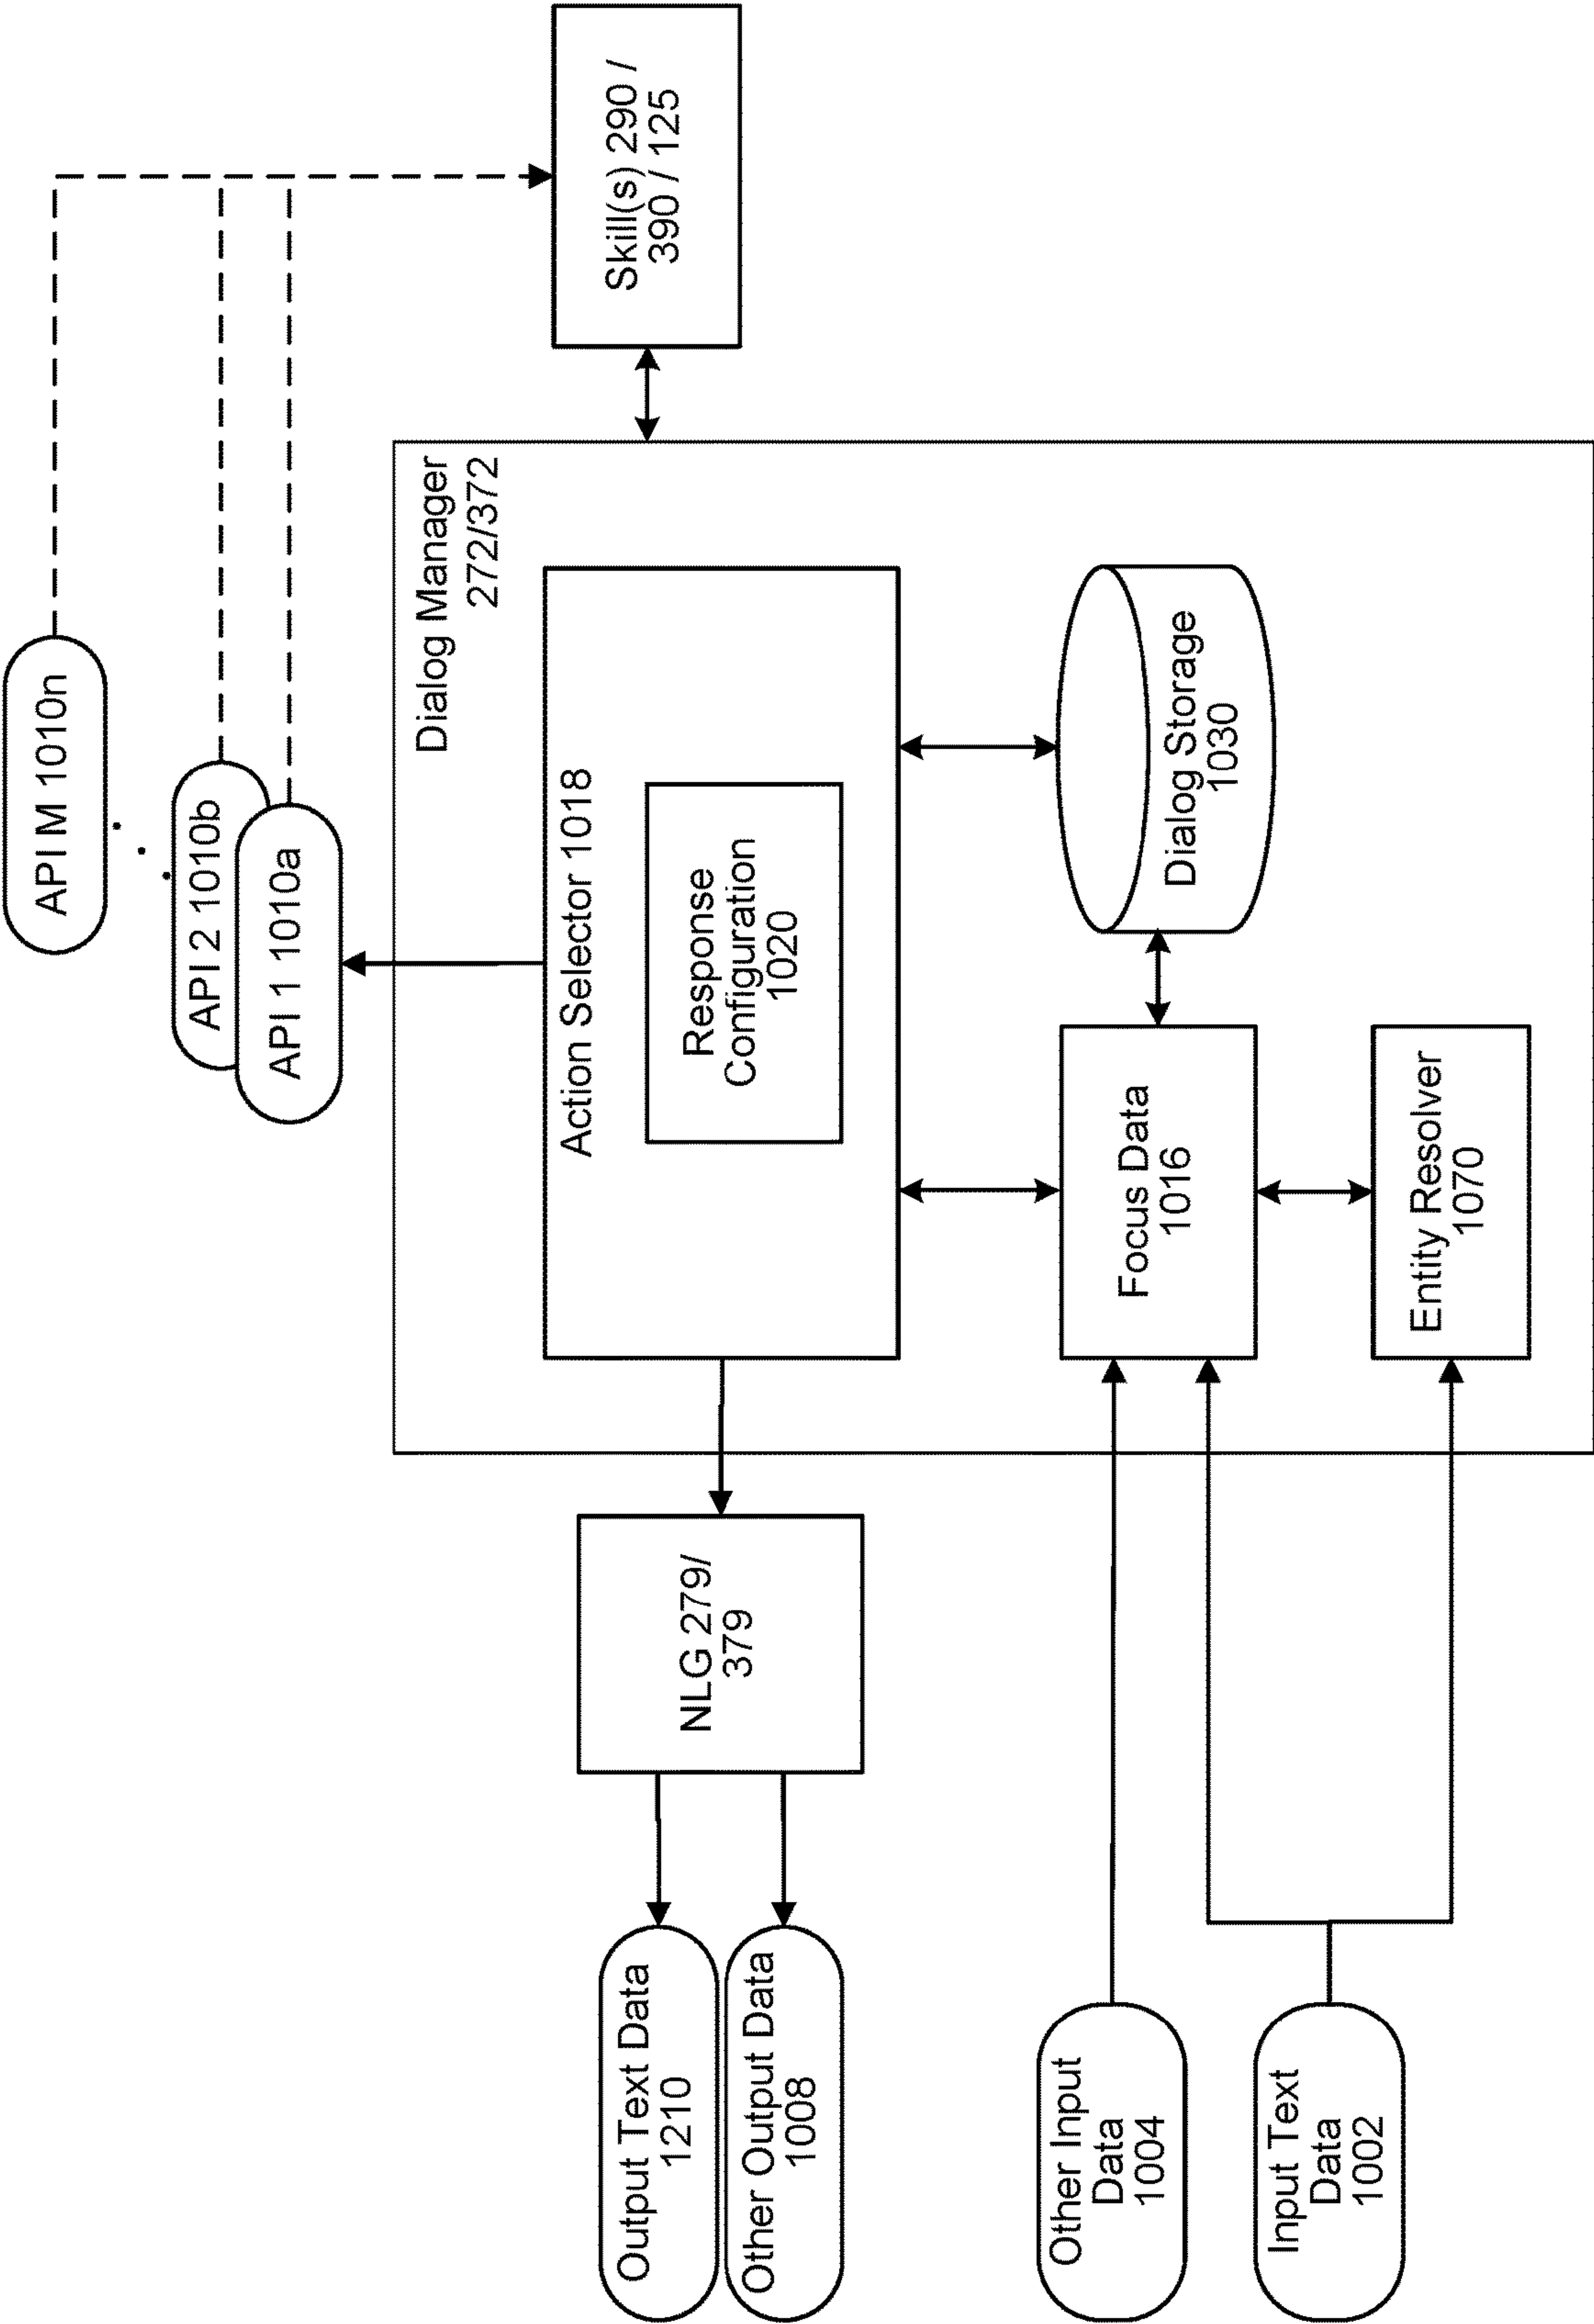 API M 1010n
API 2 1010b
API 1 1010a
Dialog Manager
272/372
Skill(s) 290 /
390 / 125
Action Selector 1018
Response
Configuration
1020
NLG 279/
379
Output Text Data
1210
Other Output Data
1008
Other Input
Data
1004
Input Text
Data
1002
Focus Data
1016
Dialog Storage
1030
Entity Resolver
1070